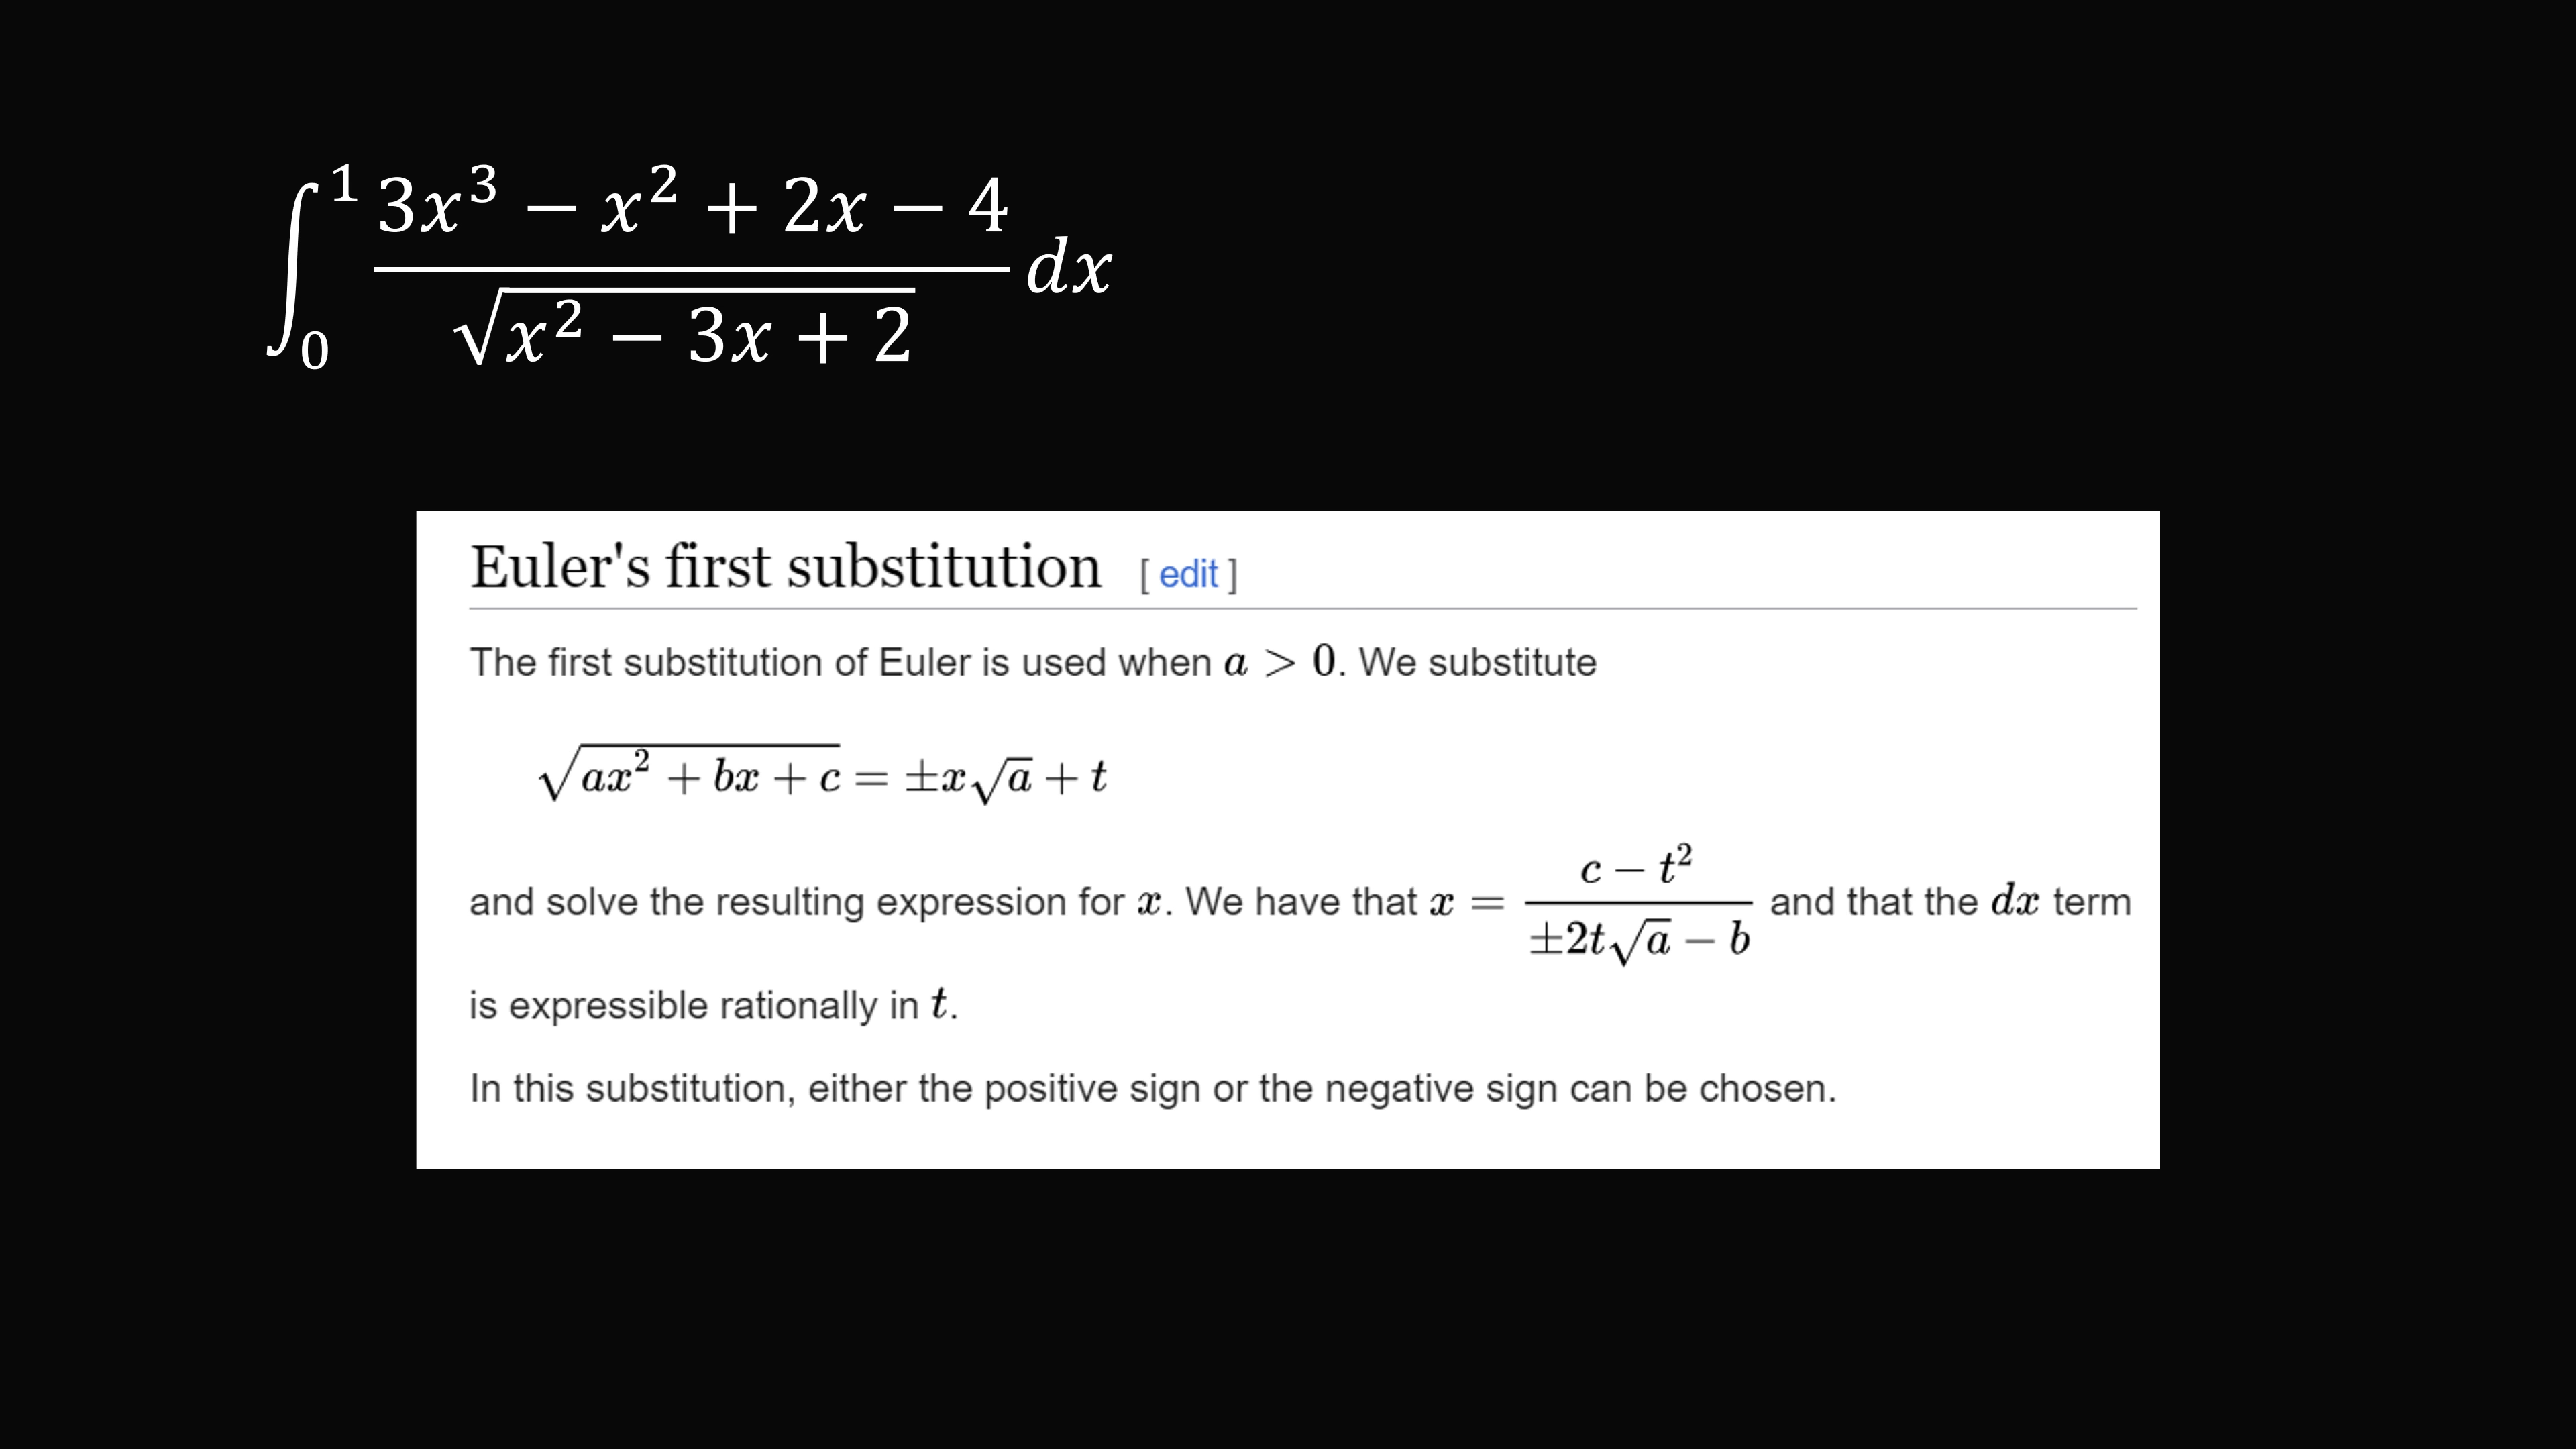 ∫₀¹ (3x³ − x² + 2x − 4)/√(x² − 3x + 2) dx
Euler's first substitution [ edit ]
The first substitution of Euler is used when a > 0. We substitute
√(ax² + bx + c) = ±x√a + t
and solve the resulting expression for x. We have that x = (c − t²)/(±2t√a − b) and that the dx term
is expressible rationally in t.
In this substitution, either the positive sign or the negative sign can be chosen.